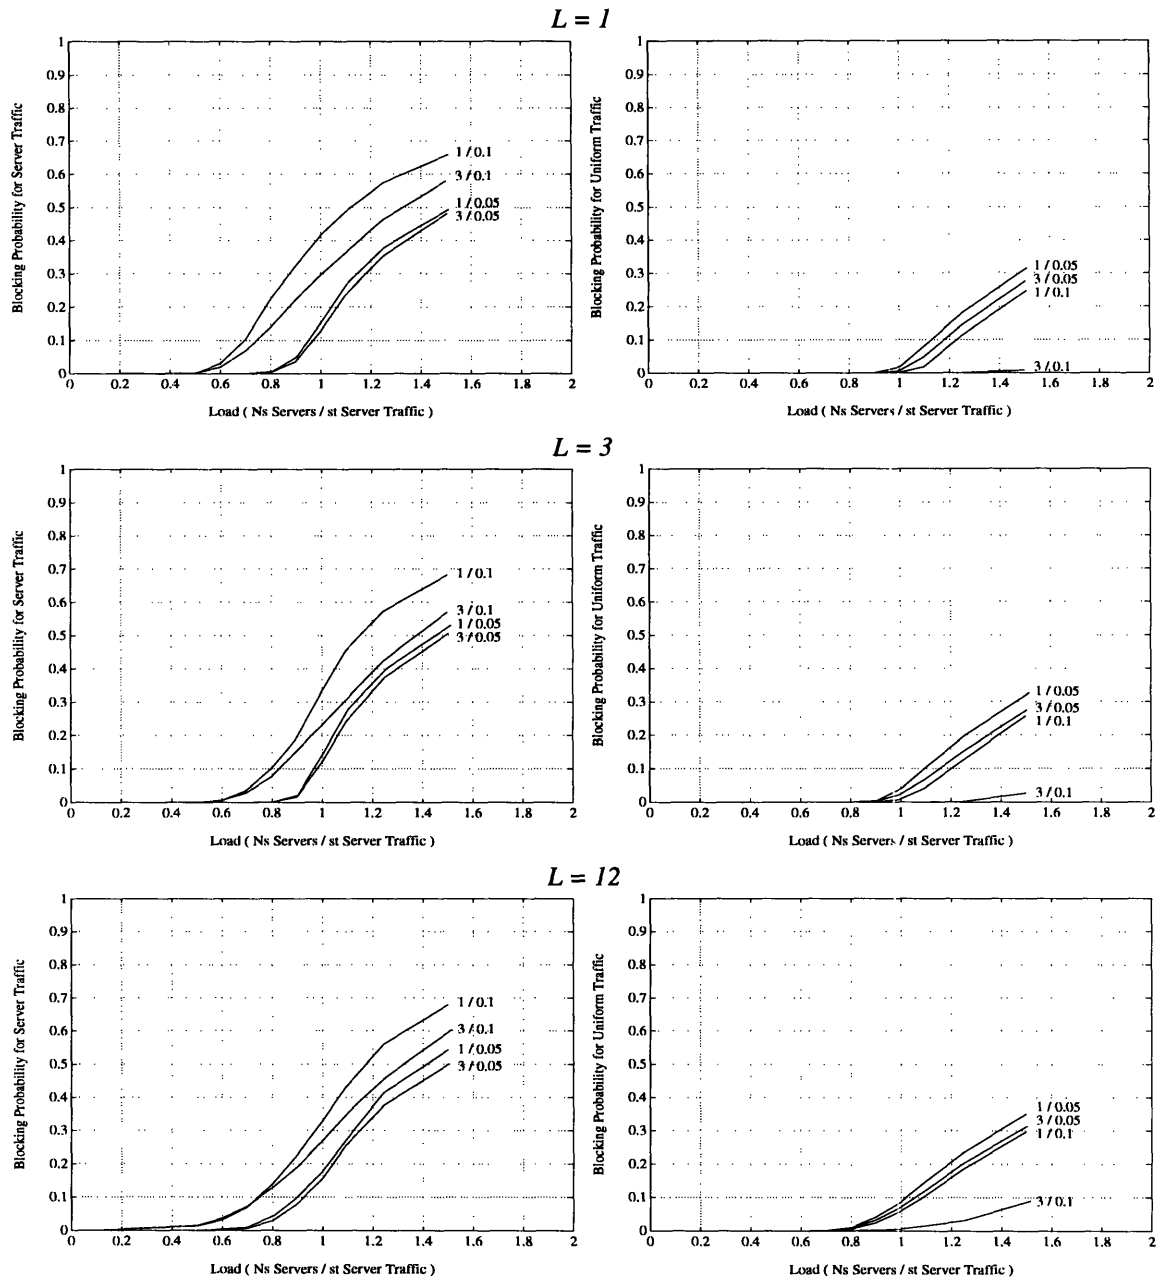 L = 1
Blocking Probability for Server Traffic
1
0.9
0.8
0.7
0.6
0.5
0.4
0.3
0.2
0.1
0
1 / 0.1
3 / 0.1
1 / 0.05
3 / 0.05
0 0.2 0.4 0.6 0.8 1 1.2 1.4 1.6 1.8 2
Load ( Ns Servers / st Server Traffic )
Blocking Probability for Uniform Traffic
1
0.9
0.8
0.7
0.6
0.5
0.4
0.3
0.2
0.1
0
1 / 0.05
3 / 0.05
1 / 0.1
3 / 0.1
0 0.2 0.4 0.6 0.8 1 1.2 1.4 1.6 1.8 2
Load ( Ns Servers / st Server Traffic )
L = 3
Blocking Probability for Server Traffic
1
0.9
0.8
0.7
0.6
0.5
0.4
0.3
0.2
0.1
0
1 / 0.1
3 / 0.1
1 / 0.05
3 / 0.05
0 0.2 0.4 0.6 0.8 1 1.2 1.4 1.6 1.8 2
Load ( Ns Servers / st Server Traffic )
Blocking Probability for Uniform Traffic
1
0.9
0.8
0.7
0.6
0.5
0.4
0.3
0.2
0.1
0
1 / 0.05
3 / 0.05
1 / 0.1
3 / 0.1
0 0.2 0.4 0.6 0.8 1 1.2 1.4 1.6 1.8 2
Load ( Ns Servers / st Server Traffic )
L = 12
Blocking Probability for Server Traffic
1
0.9
0.8
0.7
0.6
0.5
0.4
0.3
0.2
0.1
0
1 / 0.1
3 / 0.1
1 / 0.05
3 / 0.05
0 0.2 0.4 0.6 0.8 1 1.2 1.4 1.6 1.8 2
Load ( Ns Servers / st Server Traffic )
Blocking Probability for Uniform Traffic
1
0.9
0.8
0.7
0.6
0.5
0.4
0.3
0.2
0.1
0
1 / 0.05
3 / 0.05
1 / 0.1
3 / 0.1
0 0.2 0.4 0.6 0.8 1 1.2 1.4 1.6 1.8 2
Load ( Ns Servers / st Server Traffic )